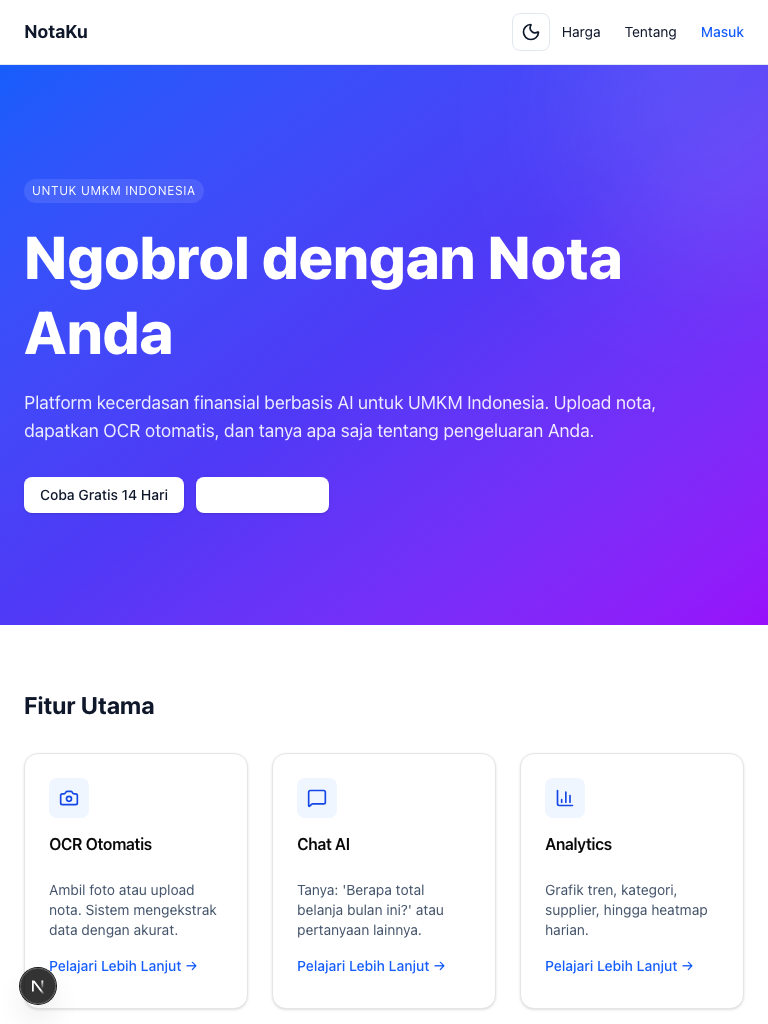 NotaKu
Harga
Tentang
Masuk
UNTUK UMKM INDONESIA
Ngobrol dengan Nota
Anda
Platform kecerdasan finansial berbasis AI untuk UMKM Indonesia. Upload nota,
dapatkan OCR otomatis, dan tanya apa saja tentang pengeluaran Anda.
Coba Gratis 14 Hari
Fitur Utama
OCR Otomatis
Ambil foto atau upload
nota. Sistem mengekstrak
data dengan akurat.
Pelajari Lebih Lanjut →
Chat AI
Tanya: 'Berapa total
belanja bulan ini?' atau
pertanyaan lainnya.
Pelajari Lebih Lanjut →
Analytics
Grafik tren, kategori,
supplier, hingga heatmap
harian.
Pelajari Lebih Lanjut →
N